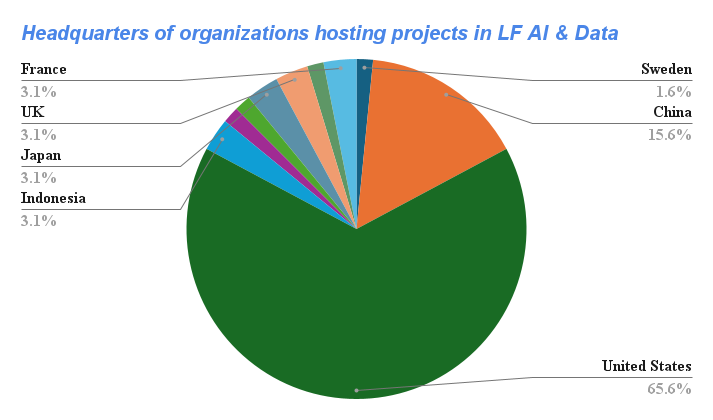 Headquarters of organizations hosting projects in LF AI & Data
France
3.1%
UK
3.1%
Japan
3.1%
Indonesia
3.1%
Sweden
1.6%
China
15.6%
United States
65.6%